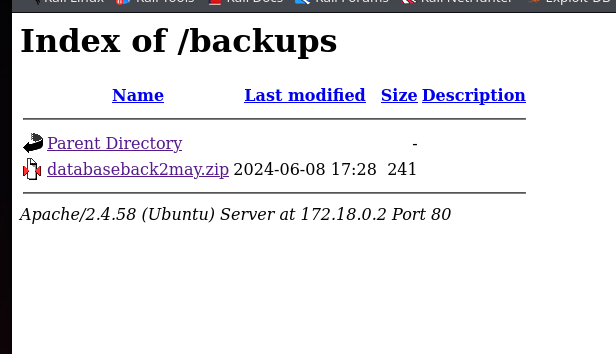 Kali Linux Kali Tools Kali Docs Kali Forums Kali NetHunter Exploit-DB
Index of /backups
Name Last modified Size Description
Parent Directory -
databaseback2may.zip 2024-06-08 17:28 241
Apache/2.4.58 (Ubuntu) Server at 172.18.0.2 Port 80